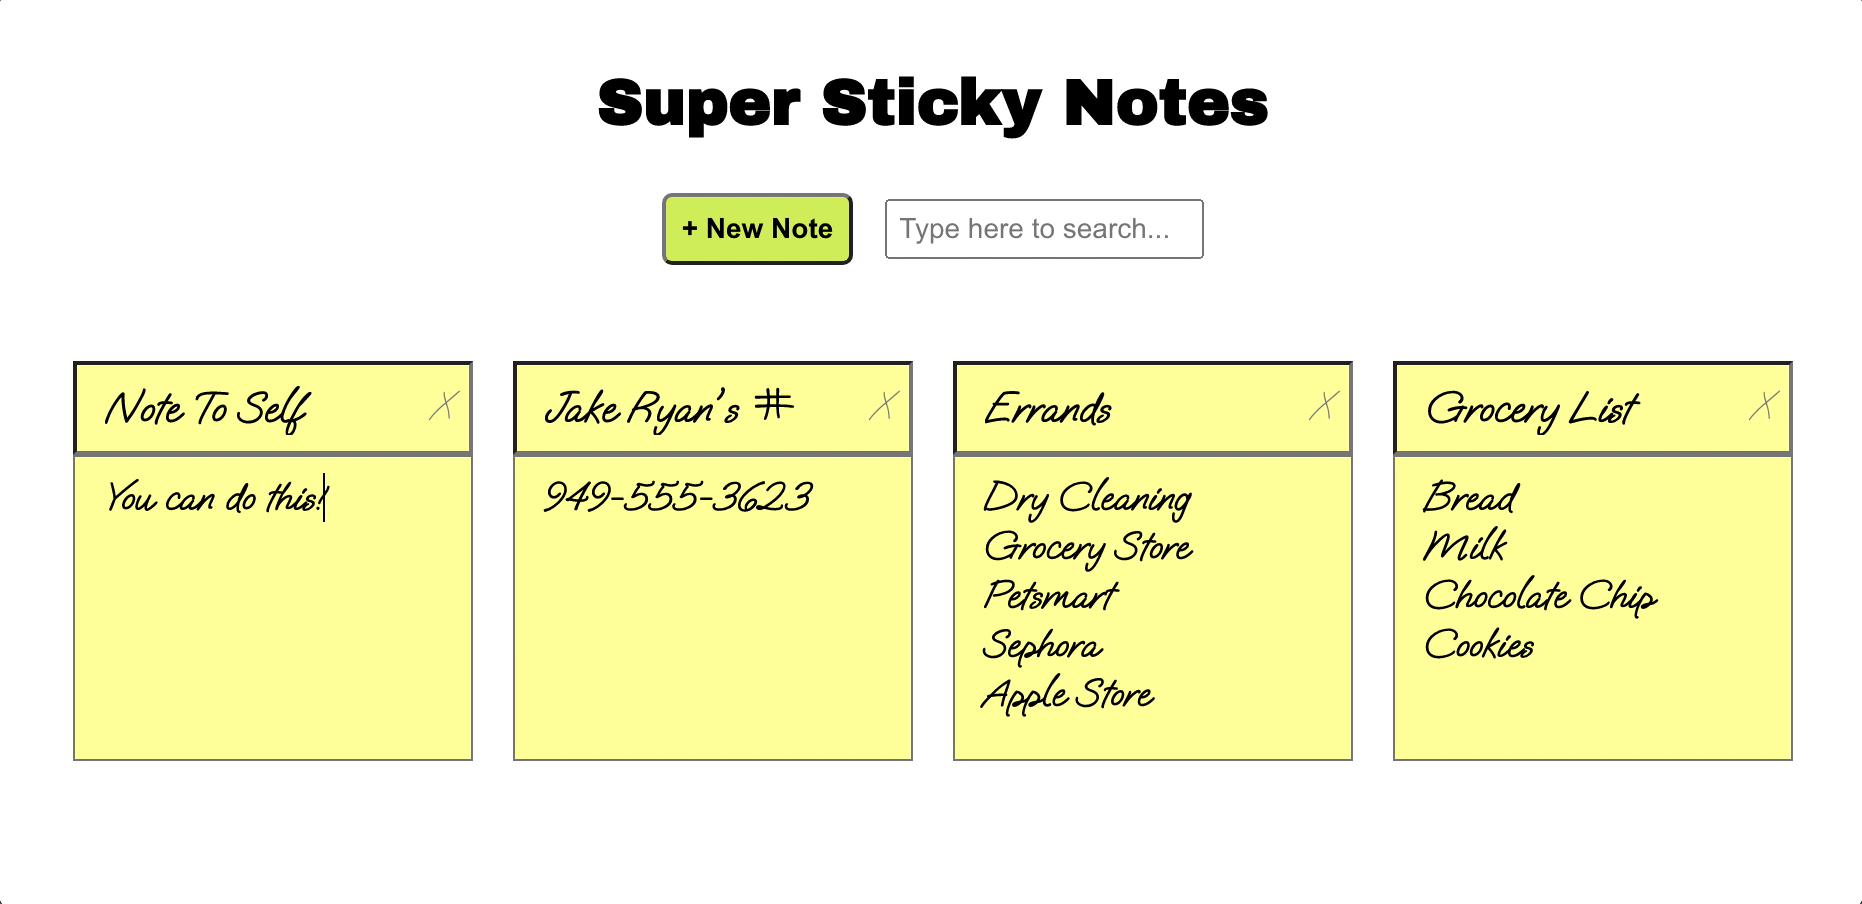 Super Sticky Notes
+ New Note
Type here to search...
Note To Self
X
You can do this!
Jake Ryan's #
X
949-555-3623
Errands
X
Dry Cleaning
Grocery Store
Petsmart
Sephora
Apple Store
Grocery List
X
Bread
Milk
Chocolate Chip
Cookies